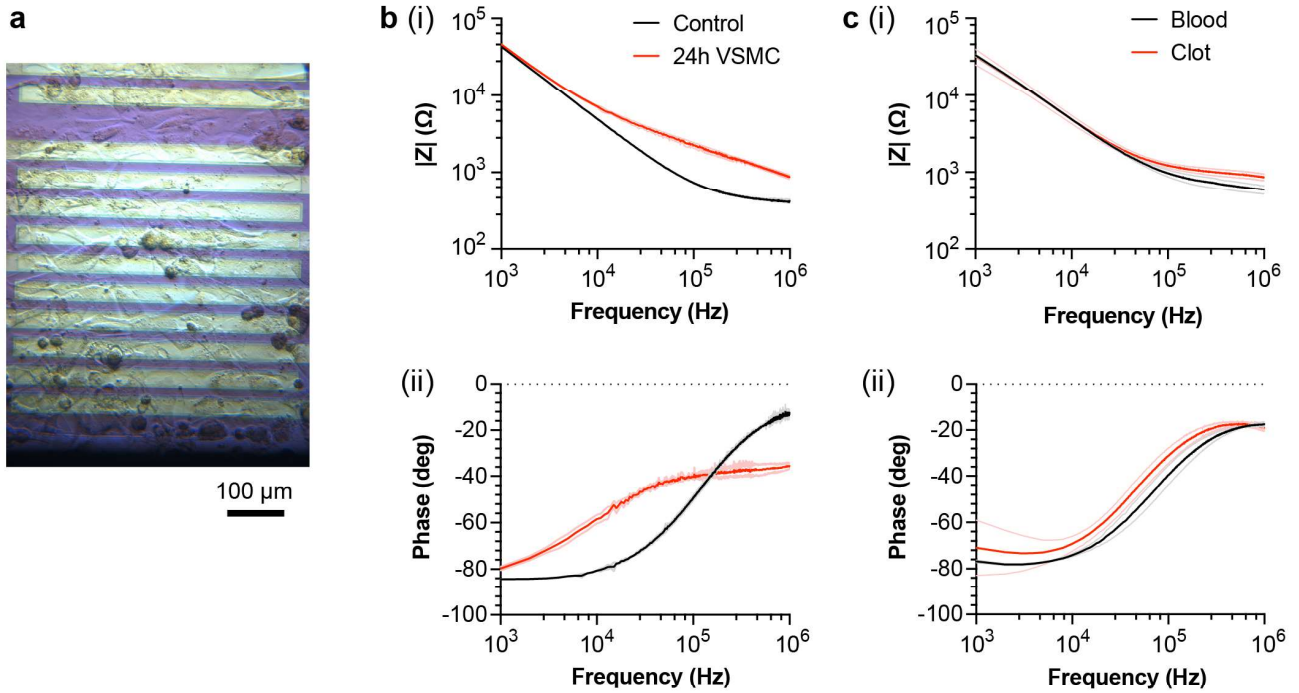 a
100 µm
b (i)
10^5
10^4
10^3
10^2
|Z| (Ω)
Control
24h VSMC
10^3 10^4 10^5 10^6
Frequency (Hz)
(ii)
0
-20
-40
-60
-80
-100
Phase (deg)
10^3 10^4 10^5 10^6
Frequency (Hz)
c (i)
10^5
10^4
10^3
10^2
|Z| (Ω)
Blood
Clot
10^3 10^4 10^5 10^6
Frequency (Hz)
(ii)
0
-20
-40
-60
-80
-100
Phase (deg)
10^3 10^4 10^5 10^6
Frequency (Hz)